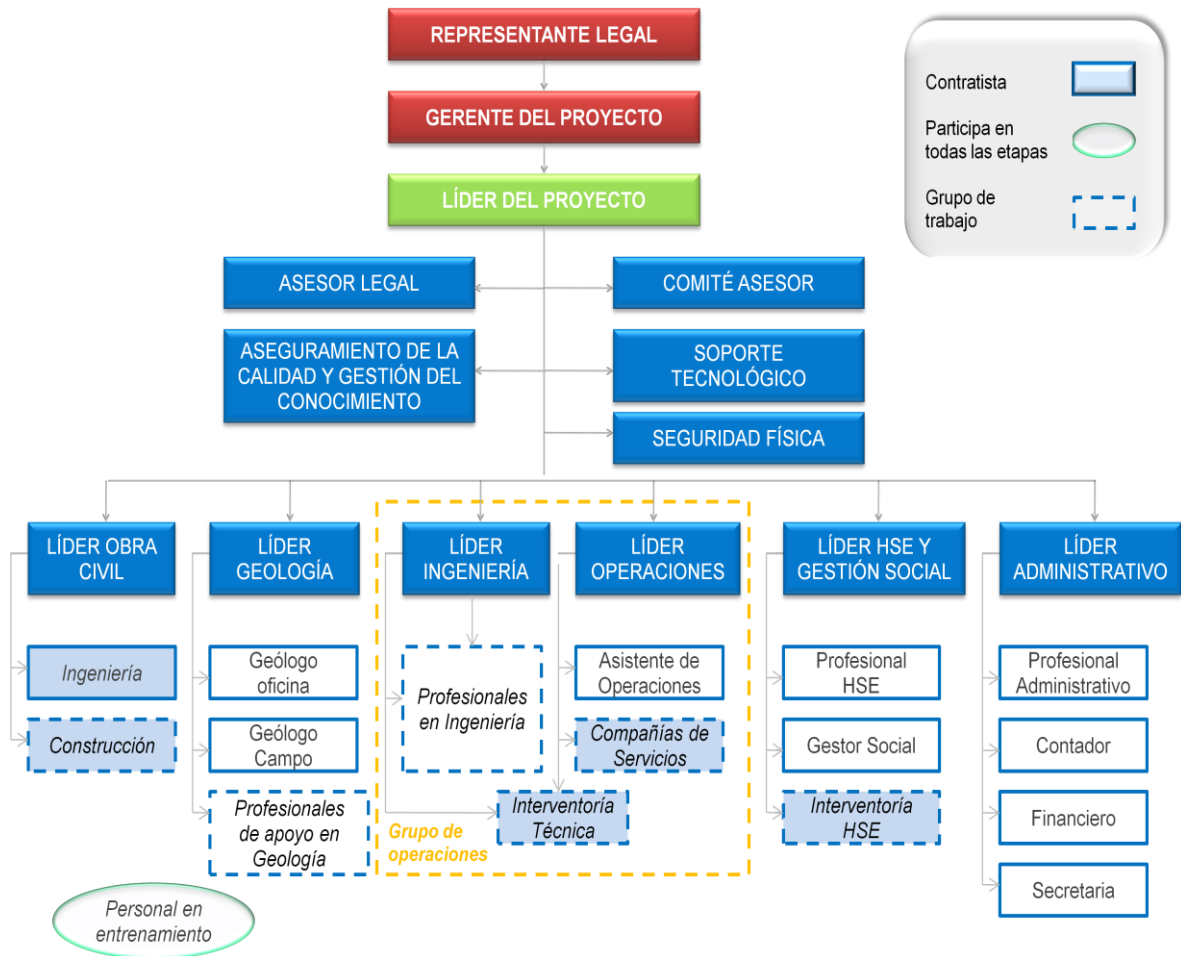 REPRESENTANTE LEGAL
GERENTE DEL PROYECTO
LÍDER DEL PROYECTO
Contratista
Participa en
todas las etapas
Grupo de
trabajo
ASESOR LEGAL
COMITÉ ASESOR
ASEGURAMIENTO DE LA
CALIDAD Y GESTIÓN DEL
CONOCIMIENTO
SOPORTE
TECNOLÓGICO
SEGURIDAD FÍSICA
LÍDER OBRA
CIVIL
LÍDER
GEOLOGÍA
LÍDER
INGENIERÍA
LÍDER
OPERACIONES
LÍDER HSE Y
GESTIÓN SOCIAL
LÍDER
ADMINISTRATIVO
Ingeniería
Construcción
Geólogo
oficina
Geólogo
Campo
Profesionales
de apoyo en
Geología
Profesionales
en Ingeniería
Asistente de
Operaciones
Compañías de
Servicios
Interventoría
Técnica
Grupo de
operaciones
Profesional
HSE
Gestor Social
Interventoría
HSE
Profesional
Administrativo
Contador
Financiero
Secretaria
Personal en
entrenamiento